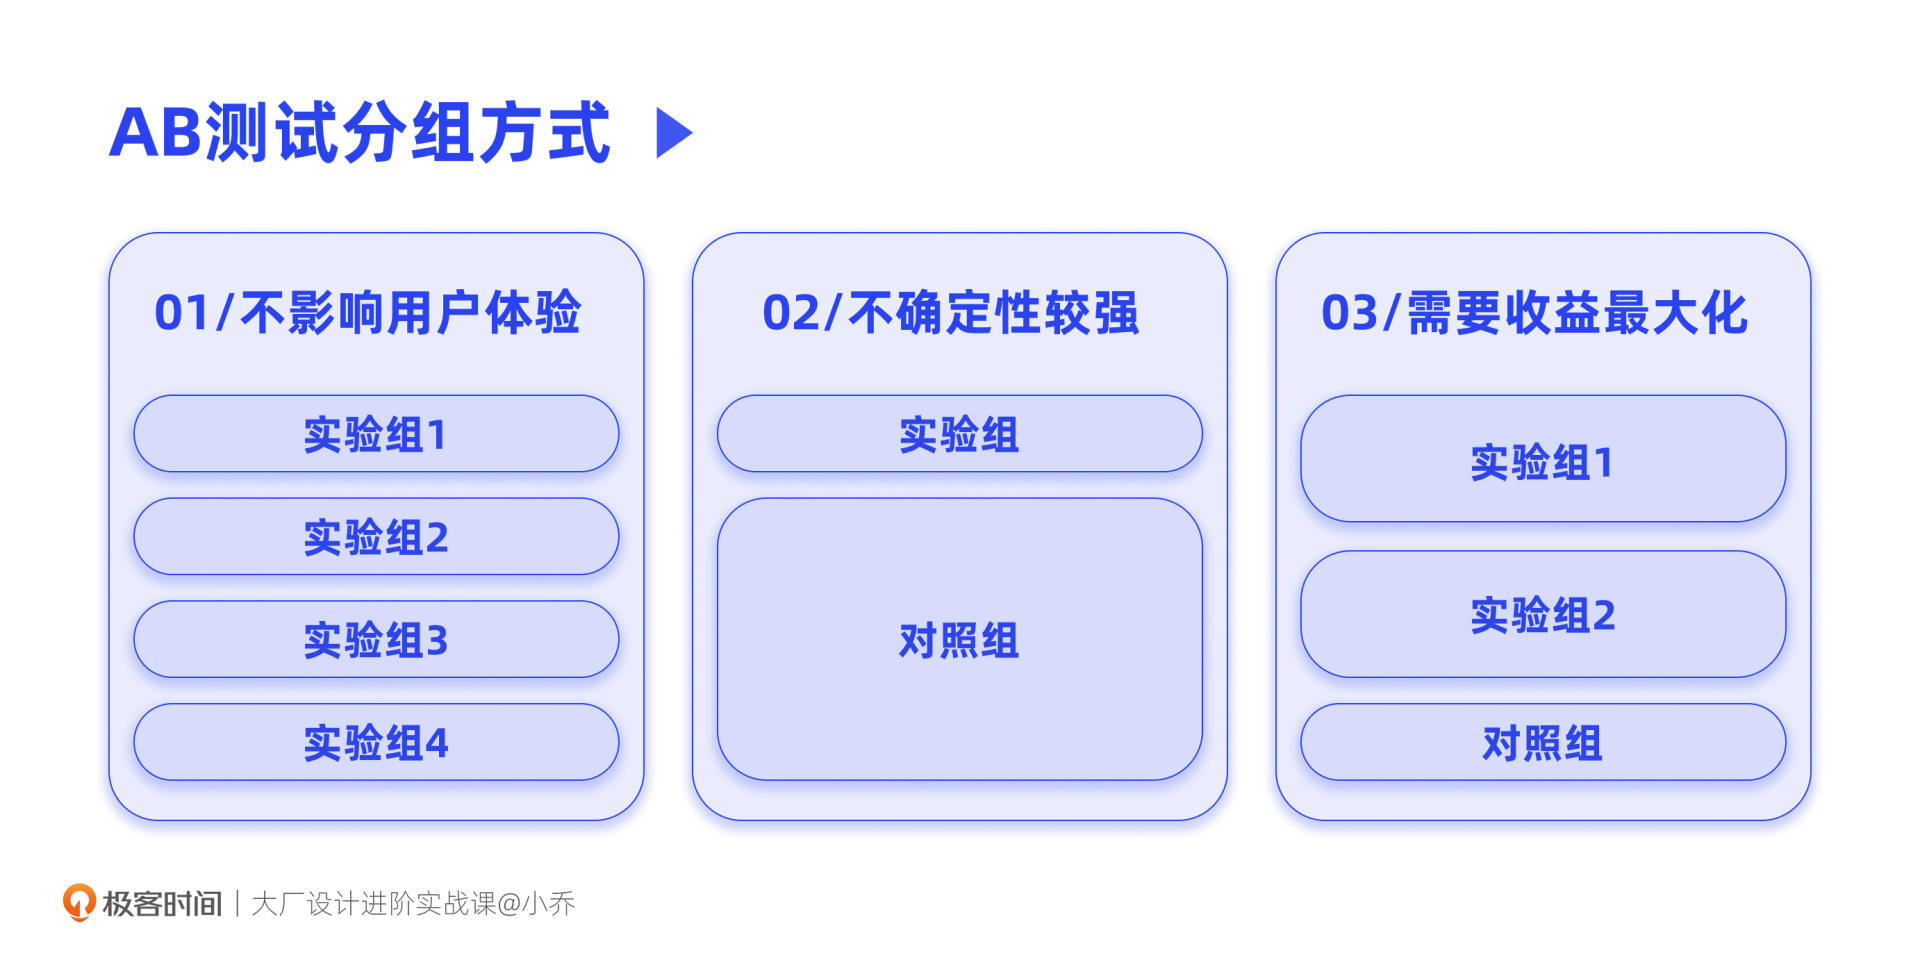 AB测试分组方式
01/不影响用户体验
实验组1
实验组2
实验组3
实验组4
02/不确定性较强
实验组
对照组
03/需要收益最大化
实验组1
实验组2
对照组
极客时间 | 大厂设计进阶实战课@小乔